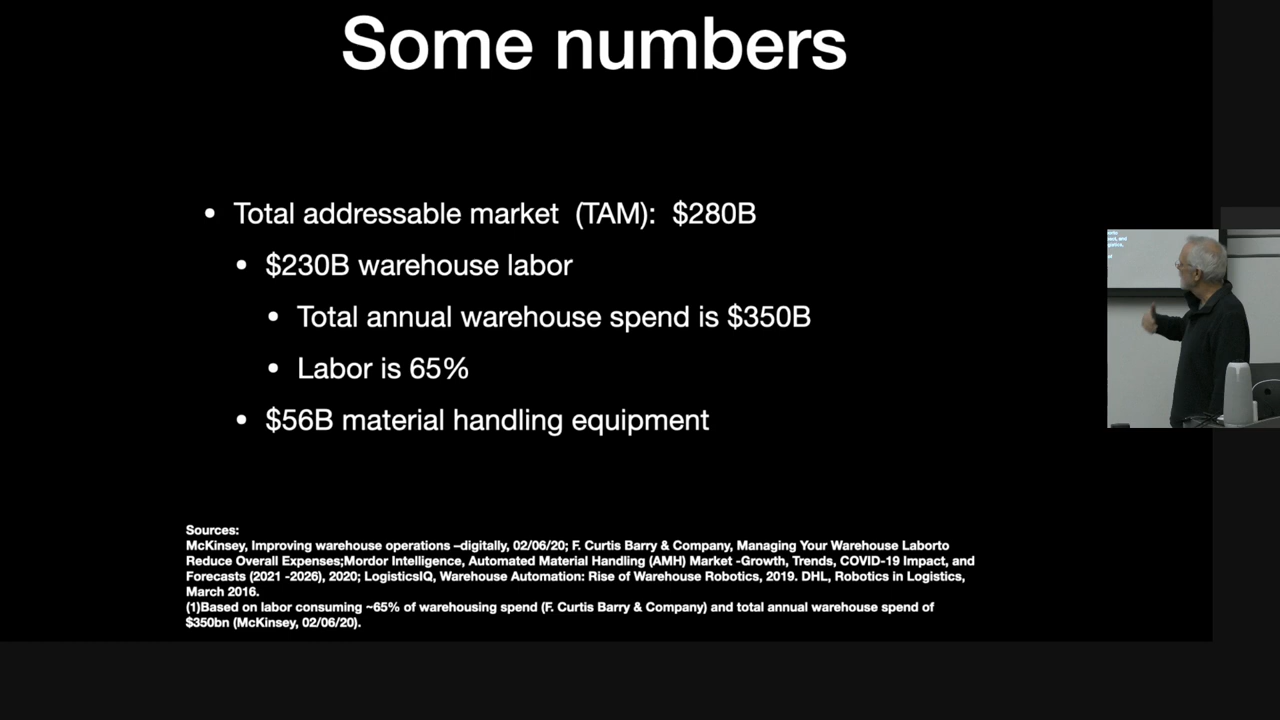 Some numbers
• Total addressable market (TAM): $280B
• $230B warehouse labor
• Total annual warehouse spend is $350B
• Labor is 65%
• $56B material handling equipment
Sources:
McKinsey, Improving warehouse operations –digitally, 02/06/20; F. Curtis Barry & Company, Managing Your Warehouse Laborto
Reduce Overall Expenses;Mordor Intelligence, Automated Material Handling (AMH) Market -Growth, Trends, COVID-19 Impact, and
Forecasts (2021 -2026), 2020; LogisticsIQ, Warehouse Automation: Rise of Warehouse Robotics, 2019. DHL, Robotics in Logistics,
March 2016.
(1)Based on labor consuming ~65% of warehousing spend (F. Curtis Barry & Company) and total annual warehouse spend of
$350bn (McKinsey, 02/06/20).